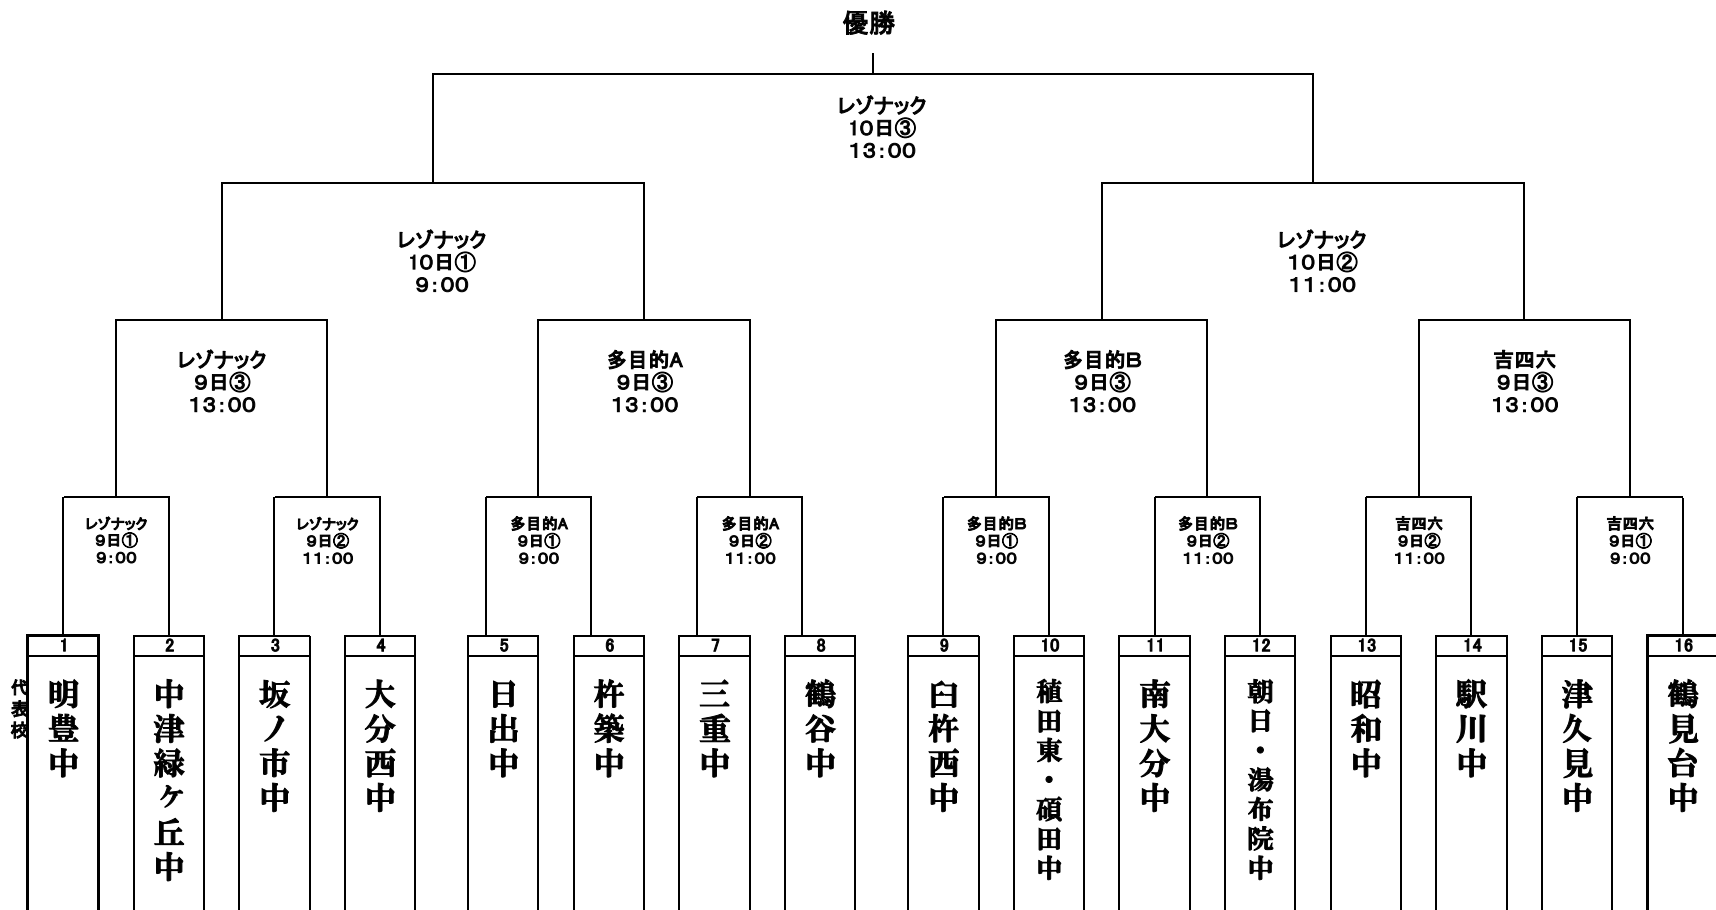 優勝
レゾナック
10日③
13:00
レゾナック
10日①
9:00
レゾナック
10日②
11:00
レゾナック
9日③
13:00
多目的A
9日③
13:00
多目的B
9日③
13:00
吉四六
9日③
13:00
レゾナック
9日①
9:00
レゾナック
9日②
11:00
多目的A
9日①
9:00
多目的A
9日②
11:00
多目的B
9日①
9:00
多目的B
9日②
11:00
吉四六
9日②
11:00
吉四六
9日①
9:00
代表校
1
明豊中
2
中津緑ヶ丘中
3
坂ノ市中
4
大分西中
5
日出中
6
杵築中
7
三重中
8
鶴谷中
9
臼杵西中
10
稙田東・碩田中
11
南大分中
12
朝日・湯布院中
13
昭和中
14
駅川中
15
津久見中
16
鶴見台中